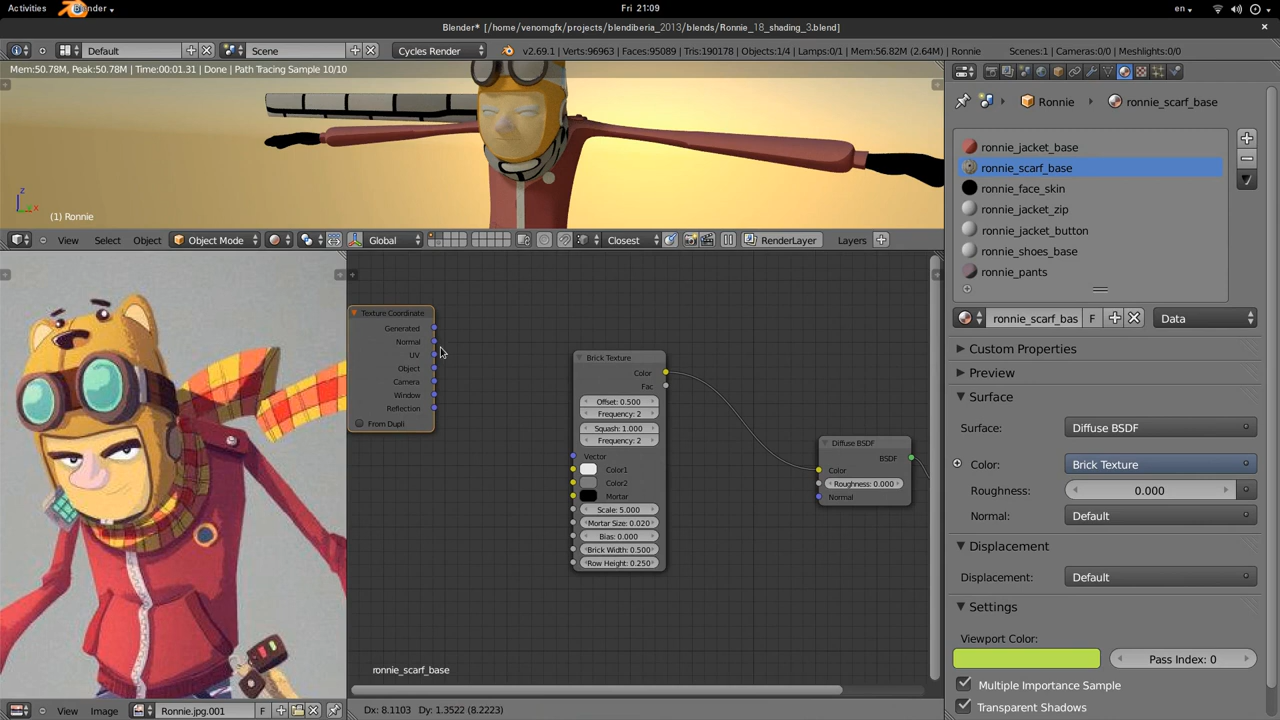 Activities Blender Fri 21:09 en
Blender* [/home/venomgfx/projects/blendiberia_2013/blends/Ronnie_18_shading_3.blend]
Default Scene Cycles Render v2.69.1 | Verts:96963 | Faces:95089 | Tris:190178 | Objects:1/4 | Lamps:0/1 | Mem:56.82M (2.64M) | Ronnie Scenes:1 | Cameras:0/0 | Meshlights:0/0
Mem:50.78M, Peak:50.78M | Time:00:01.31 | Done | Path Tracing Sample 10/10
Ronnie ronnie_scarf_base
ronnie_jacket_base
ronnie_scarf_base
ronnie_face_skin
ronnie_jacket_zip
ronnie_jacket_button
ronnie_shoes_base
ronnie_pants
z
x
(1) Ronnie
View Select Object Object Mode Global Closest RenderLayer Layers
ronnie_scarf_bas F Data
Custom Properties
Preview
Surface
Surface: Diffuse BSDF
Color: Brick Texture
Roughness: 0.000
Normal: Default
Displacement
Displacement: Default
Settings
Viewport Color:
Pass Index: 0
Multiple Importance Sample
Transparent Shadows
Texture Coordinate
Generated
Normal
UV
Object
Camera
Window
Reflection
From Dupli
Brick Texture
Color
Fac
Offset: 0.500
Frequency: 2
Squash: 1.000
Frequency: 2
Vector
Color1
Color2
Mortar
Scale: 5.000
Mortar Size: 0.020
Bias: 0.000
Brick Width: 0.500
Row Height: 0.250
Diffuse BSDF
BSDF
Color
Roughness: 0.000
Normal
ronnie_scarf_base
View Image Ronnie.jpg.001 F
Dx: 8.1103 Dy: 1.3522 (8.2223)